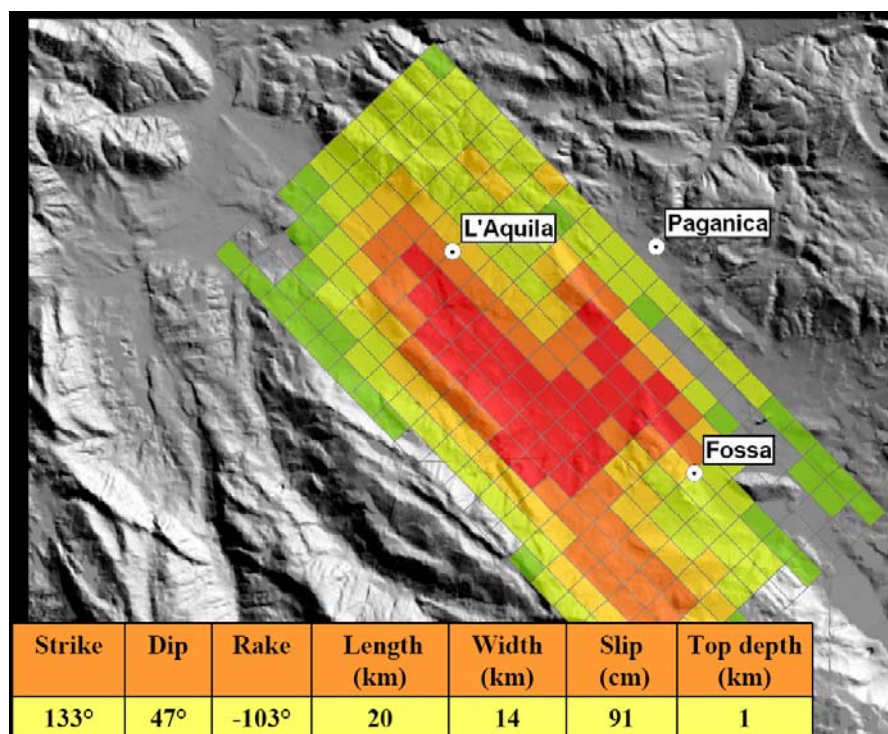 L'Aquila
Paganica
Fossa
Strike Dip Rake Length (km) Width (km) Slip (cm) Top depth (km)
133° 47° -103° 20 14 91 1